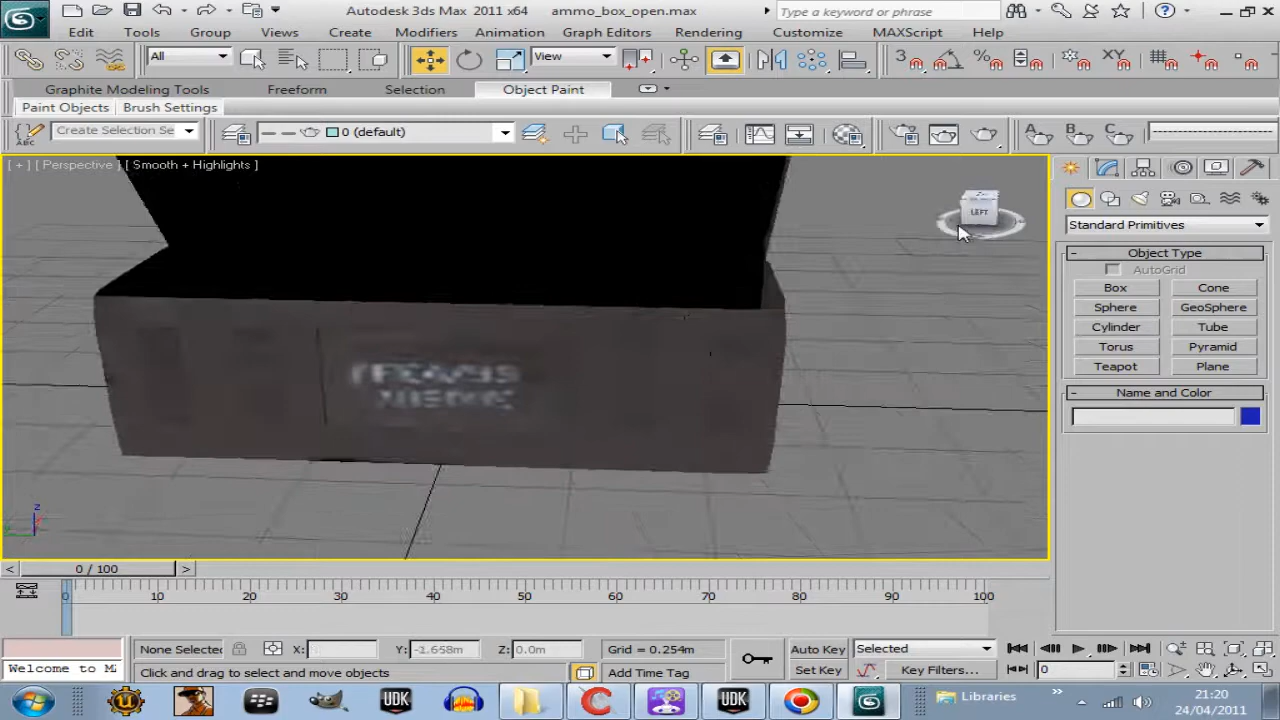 Autodesk 3ds Max 2011 x64 ammo_box_open.max
Type a keyword or phrase
Edit Tools Group Views Create Modifiers Animation Graph Editors Rendering Customize MAXScript Help
All View 3
Graphite Modeling Tools Freeform Selection Object Paint
Paint Objects Brush Settings
ABC Create Selection Se 0 (default) A B C
[ + ] [ Perspective ] [ Smooth + Highlights ]
LEFT
Standard Primitives
- Object Type
AutoGrid
Box Cone
Sphere GeoSphere
Cylinder Tube
Torus Pyramid
Teapot Plane
- Name and Color
z
< 0 / 100 >
0 10 20 30 40 50 60 70 80 90 100
None Selected X: Y: -1.658m Z: 0.0m Grid = 0.254m Auto Key Selected
Welcome to MA Click and drag to select and move objects Add Time Tag Set Key Key Filters... 0
UDK UDK Libraries » 21:20
24/04/2011